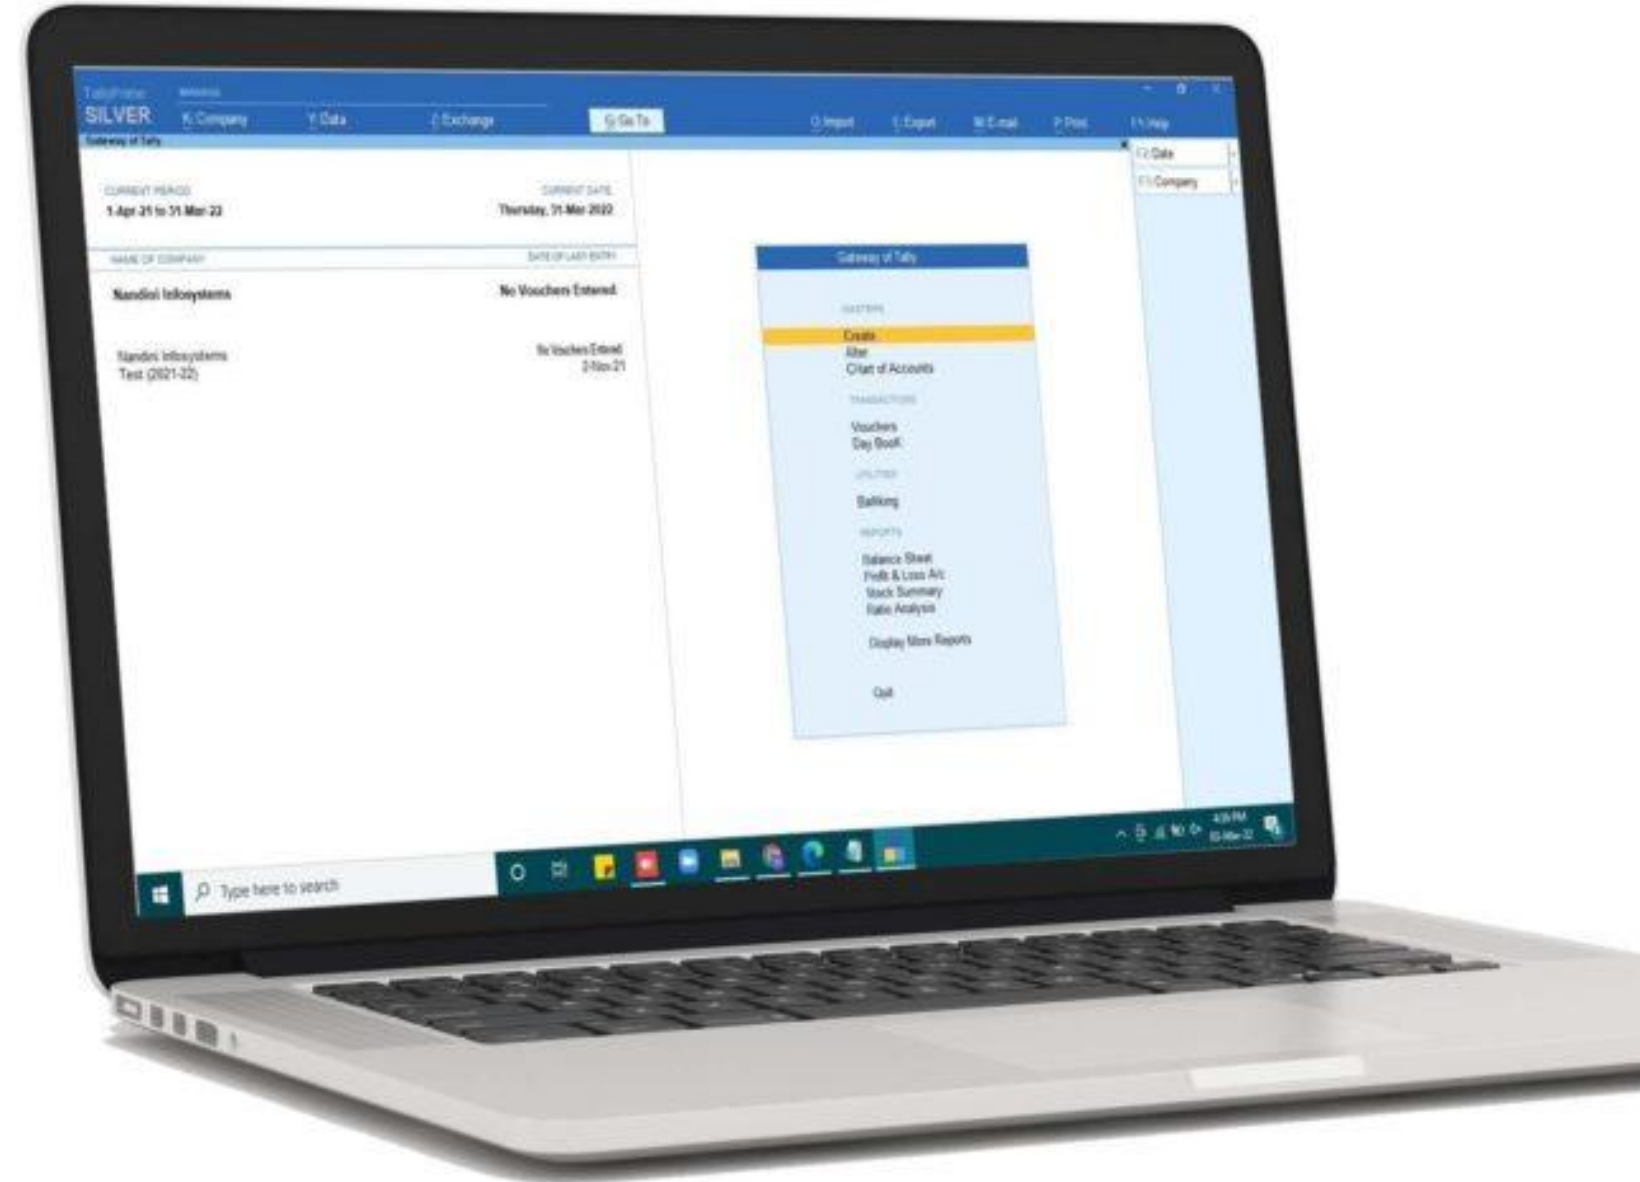 TallyPrime
MANAGE
SILVER
K: Company
Y: Data
Z: Exchange
G: Go To
O: Import
E: Export
M: E-mail
P: Print
F1: Help
Gateway of Tally
F2: Date
F3: Company
CURRENT PERIOD
CURRENT DATE
1-Apr-21 to 31-Mar-22
Thursday, 31-Mar-2022
NAME OF COMPANY
DATE OF LAST ENTRY
Nandini Infosystems
No Vouchers Entered
Nandini Infosystems
No Vouchers Entered
Test (2021-22)
2-Nov-21
Gateway of Tally
MASTERS
Create
Alter
CHart of Accounts
TRANSACTIONS
Vouchers
Day BooK
UTILITIES
BaNking
REPORTS
Balance Sheet
Profit & Loss A/c
Stock Summary
Ratio Analysis
Display More Reports
Quit
Type here to search